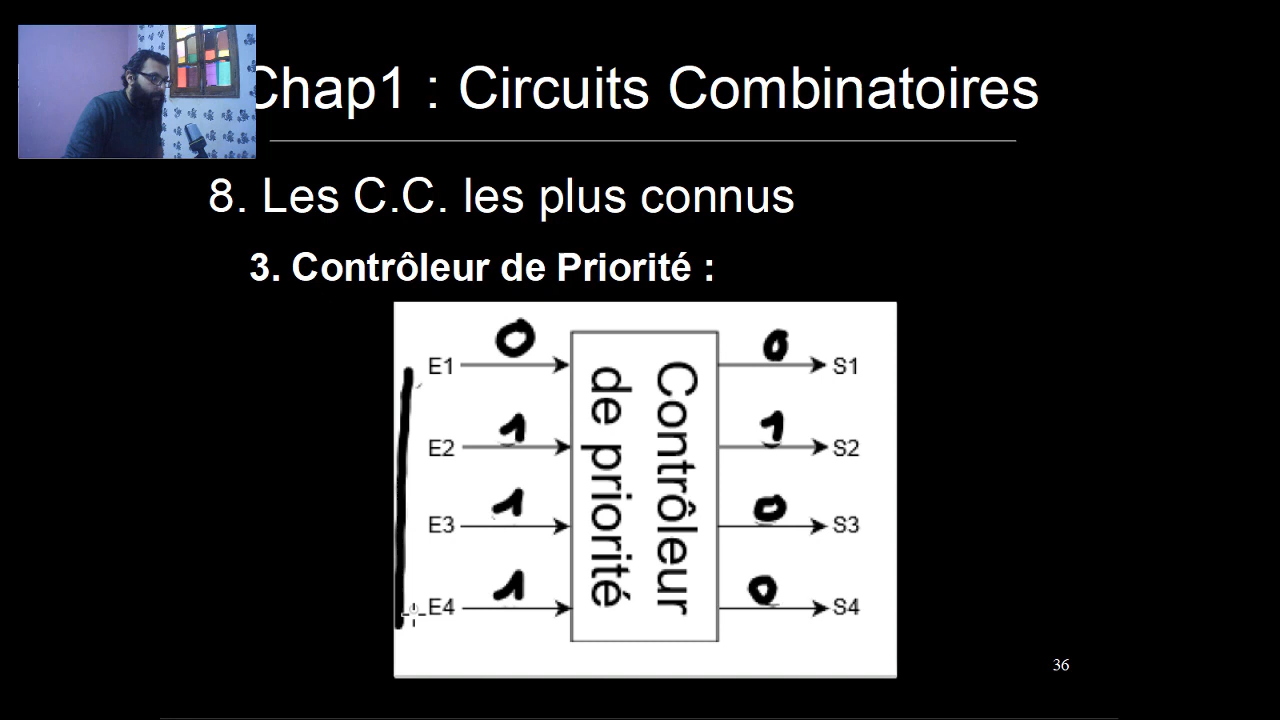 Chap1 : Circuits Combinatoires
8. Les C.C. les plus connus
3. Contrôleur de Priorité :
E1 0 0 S1
E2 1 1 S2
E3 1 0 S3
E4 1 0 S4
Contrôleur
de priorité
36